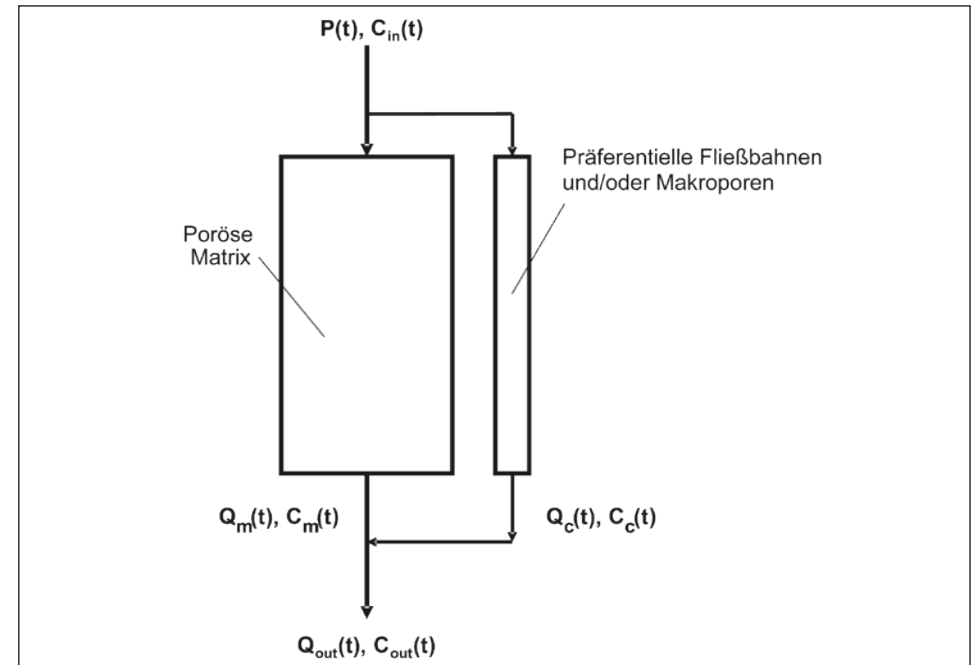 P(t), C_in(t)
Präferentielle Fließbahnen
und/oder Makroporen
Poröse
Matrix
Q_m(t), C_m(t)
Q_c(t), C_c(t)
Q_out(t), C_out(t)